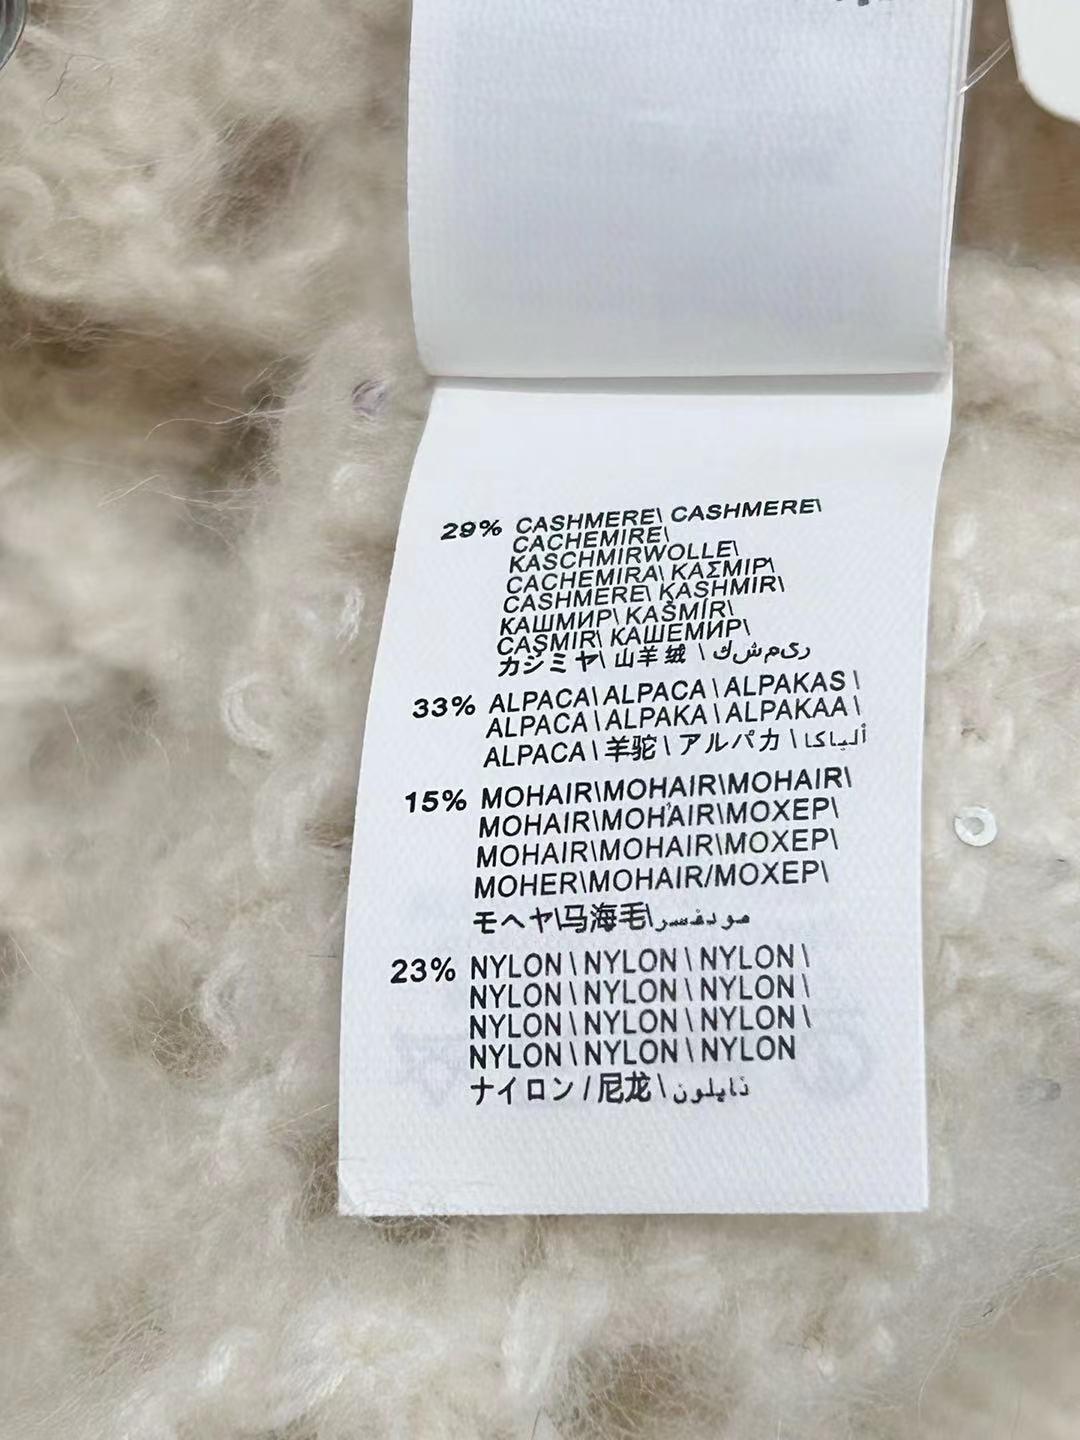 29% CASHMERE\ CASHMERE\
CACHEMIRE\
KASCHMIRWOLLE\
CACHEMIRA\ ΚΑΣΜΙΡ\
CASHMERE\ KASHMIR\
КАШМИР\ KAŠMÍR\
CAŞMIR\ КАШЕМИР\
カシミヤ\ 山羊绒 \ ریمشك
33% ALPACA\ALPACA\ALPAKAS\
ALPACA\ALPAKA\ALPAKAA\
ALPACA\羊驼\アルパカ\ألباكا
15% MOHAIR\MOHAIR\MOHAIR\
MOHAIR\MOHAIR\MOXEP\
MOHAIR\MOHAIR\MOXEP\
MOHER\MOHAIR/MOXEP\
モヘヤ\马海毛\
23% NYLON\NYLON\NYLON\
NYLON\NYLON\NYLON\
NYLON\NYLON\NYLON\
NYLON\NYLON\NYLON
ナイロン/尼龙\نايلون